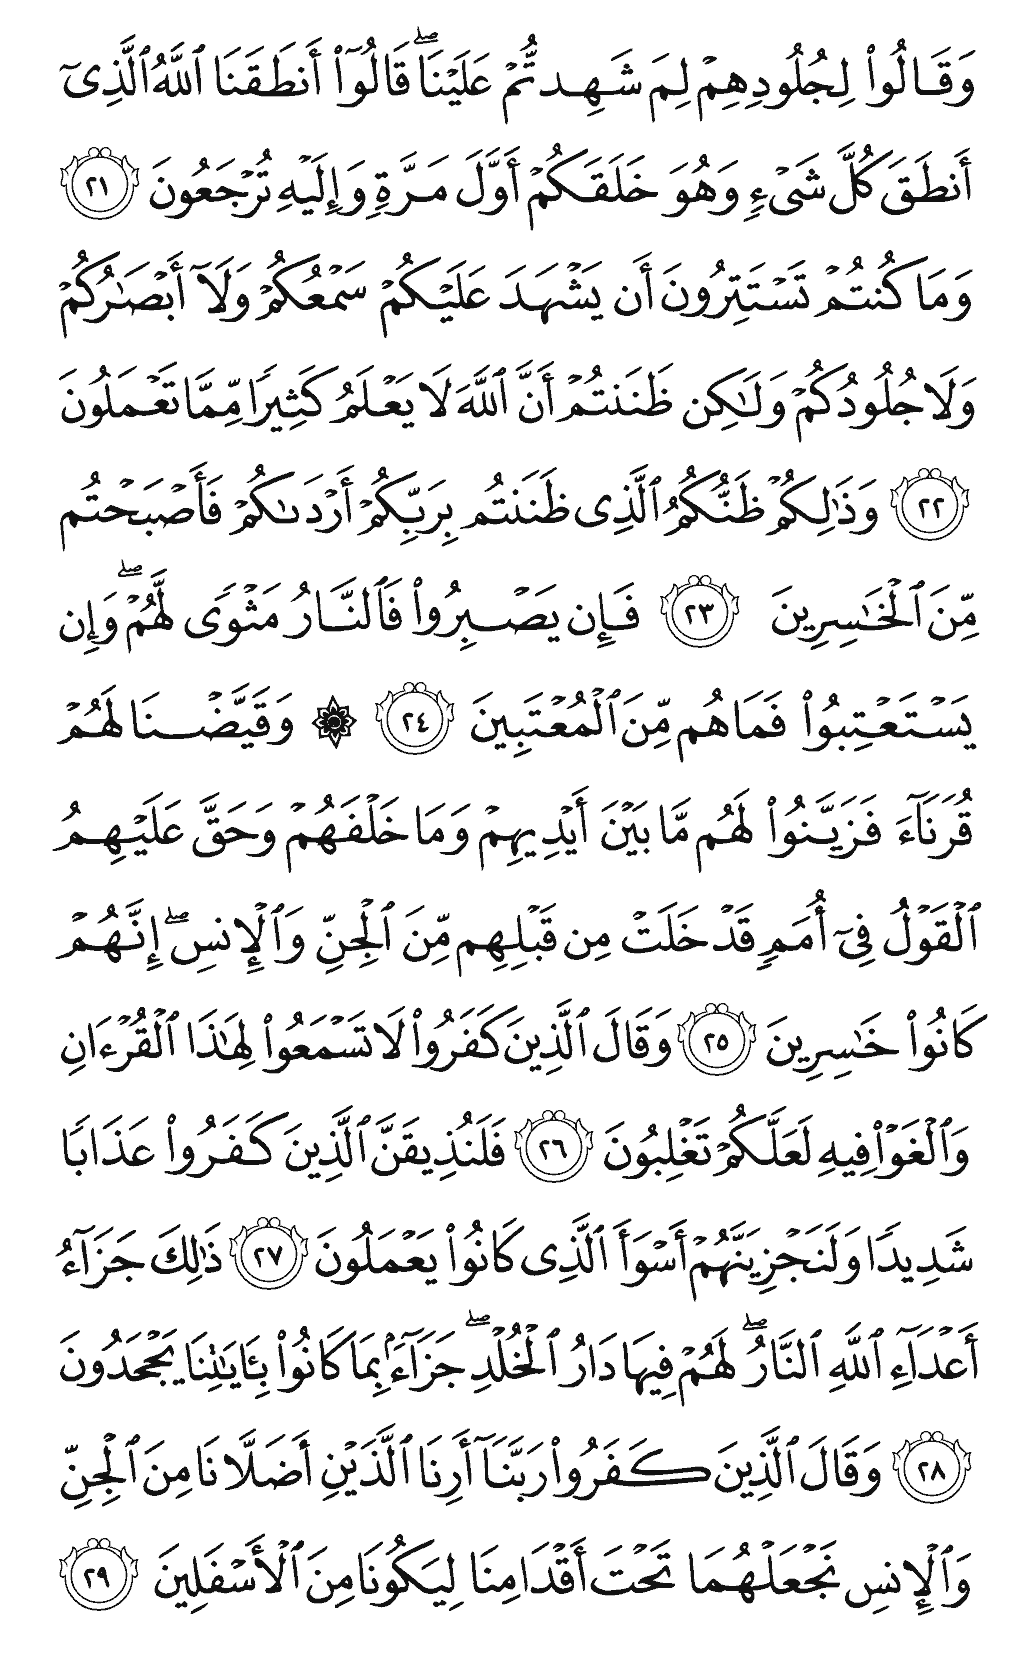 وَقَالُوا۟ لِجُلُودِهِمْ لِمَ شَهِدتُّمْ عَلَيْنَا ۖ قَالُوٓا۟ أَنطَقَنَا ٱللَّهُ ٱلَّذِىٓ
أَنطَقَ كُلَّ شَىْءٍ وَهُوَ خَلَقَكُمْ أَوَّلَ مَرَّةٍ وَإِلَيْهِ تُرْجَعُونَ ٢١
وَمَا كُنتُمْ تَسْتَتِرُونَ أَن يَشْهَدَ عَلَيْكُمْ سَمْعُكُمْ وَلَآ أَبْصَٰرُكُمْ
وَلَا جُلُودُكُمْ وَلَٰكِن ظَنَنتُمْ أَنَّ ٱللَّهَ لَا يَعْلَمُ كَثِيرًا مِّمَّا تَعْمَلُونَ
٢٢ وَذَٰلِكُمْ ظَنُّكُمُ ٱلَّذِى ظَنَنتُم بِرَبِّكُمْ أَرْدَىٰكُمْ فَأَصْبَحْتُم
مِّنَ ٱلْخَٰسِرِينَ ٢٣ فَإِن يَصْبِرُوا۟ فَٱلنَّارُ مَثْوًى لَّهُمْ ۖ وَإِن
يَسْتَعْتِبُوا۟ فَمَا هُم مِّنَ ٱلْمُعْتَبِينَ ٢٤ ۞ وَقَيَّضْنَا لَهُمْ
قُرَنَآءَ فَزَيَّنُوا۟ لَهُم مَّا بَيْنَ أَيْدِيهِمْ وَمَا خَلْفَهُمْ وَحَقَّ عَلَيْهِمُ
ٱلْقَوْلُ فِىٓ أُمَمٍ قَدْ خَلَتْ مِن قَبْلِهِم مِّنَ ٱلْجِنِّ وَٱلْإِنسِ ۖ إِنَّهُمْ
كَانُوا۟ خَٰسِرِينَ ٢٥ وَقَالَ ٱلَّذِينَ كَفَرُوا۟ لَا تَسْمَعُوا۟ لِهَٰذَا ٱلْقُرْءَانِ
وَٱلْغَوْا۟ فِيهِ لَعَلَّكُمْ تَغْلِبُونَ ٢٦ فَلَنُذِيقَنَّ ٱلَّذِينَ كَفَرُوا۟ عَذَابًا
شَدِيدًا وَلَنَجْزِيَنَّهُمْ أَسْوَأَ ٱلَّذِى كَانُوا۟ يَعْمَلُونَ ٢٧ ذَٰلِكَ جَزَآءُ
أَعْدَآءِ ٱللَّهِ ٱلنَّارُ ۖ لَهُمْ فِيهَا دَارُ ٱلْخُلْدِ ۖ جَزَآءًۢ بِمَا كَانُوا۟ بِـَٔايَٰتِنَا يَجْحَدُونَ
٢٨ وَقَالَ ٱلَّذِينَ كَفَرُوا۟ رَبَّنَآ أَرِنَا ٱلَّذَيْنِ أَضَلَّانَا مِنَ ٱلْجِنِّ
وَٱلْإِنسِ نَجْعَلْهُمَا تَحْتَ أَقْدَامِنَا لِيَكُونَا مِنَ ٱلْأَسْفَلِينَ ٢٩